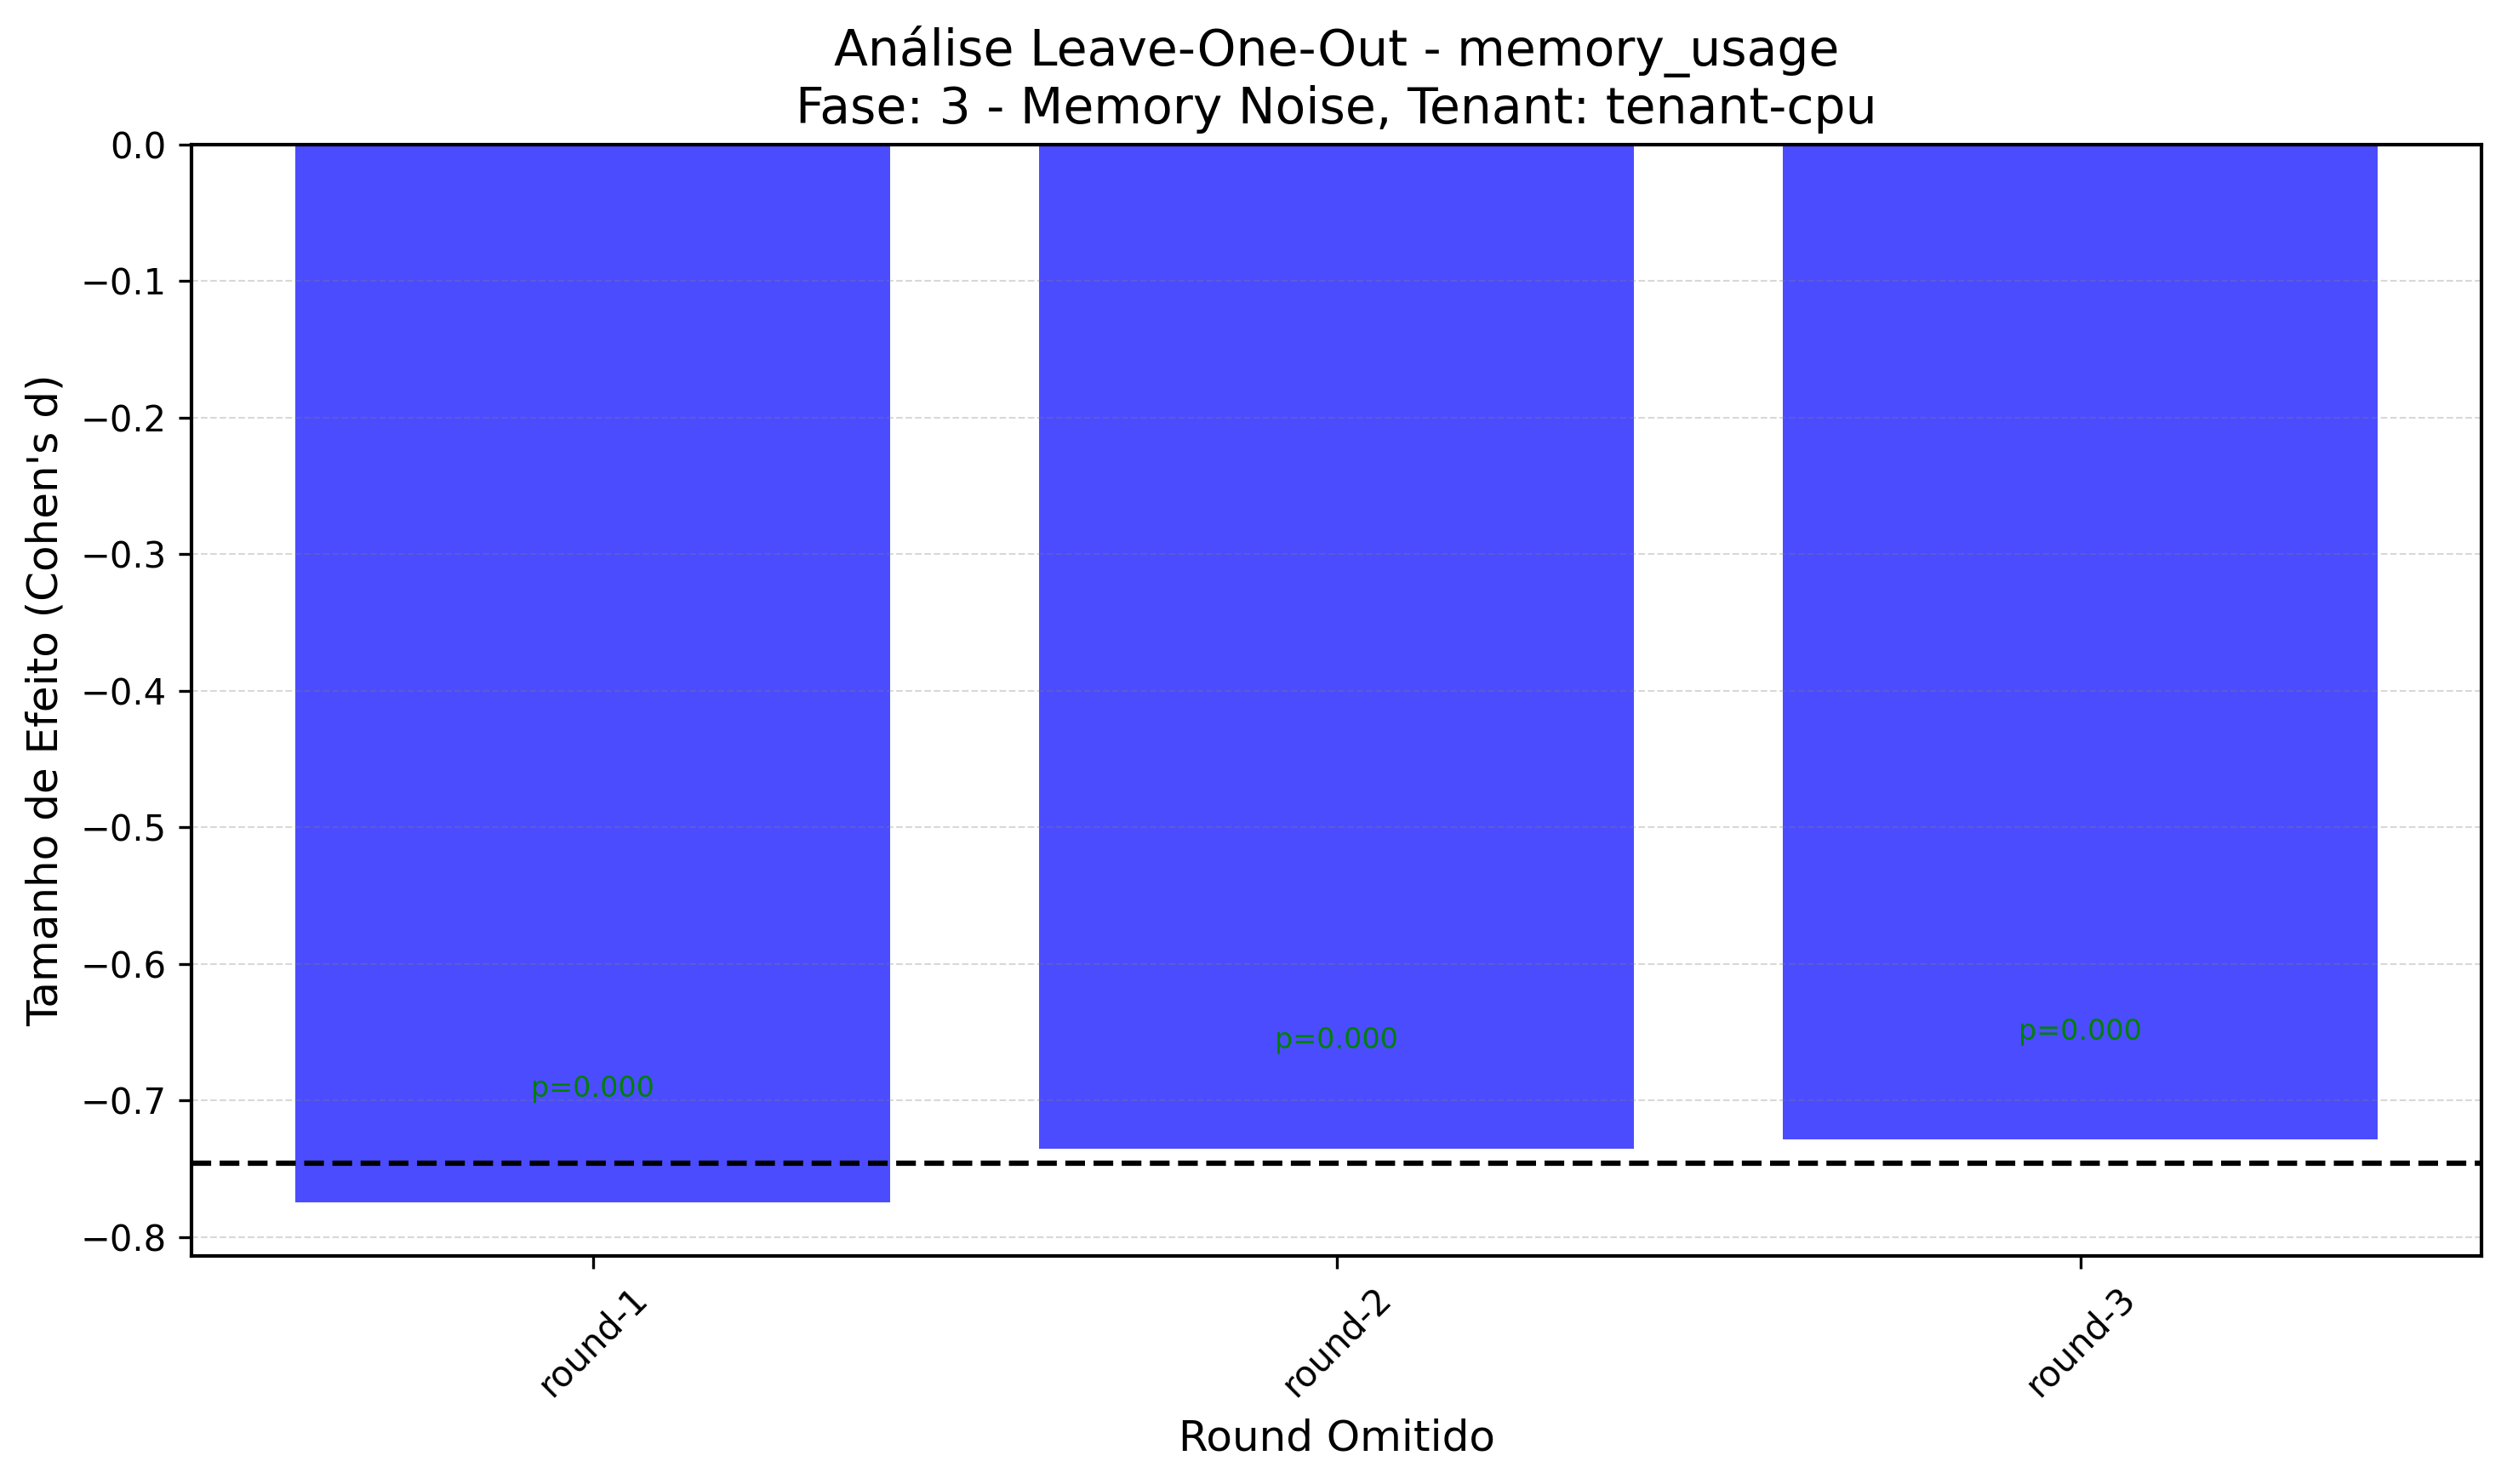 Análise Leave-One-Out - memory_usage
Fase: 3 - Memory Noise, Tenant: tenant-cpu
Tamanho de Efeito (Cohen's d)
0.0
−0.1
−0.2
−0.3
−0.4
−0.5
−0.6
−0.7
−0.8
p=0.000
p=0.000
p=0.000
round-1
round-2
round-3
Round Omitido